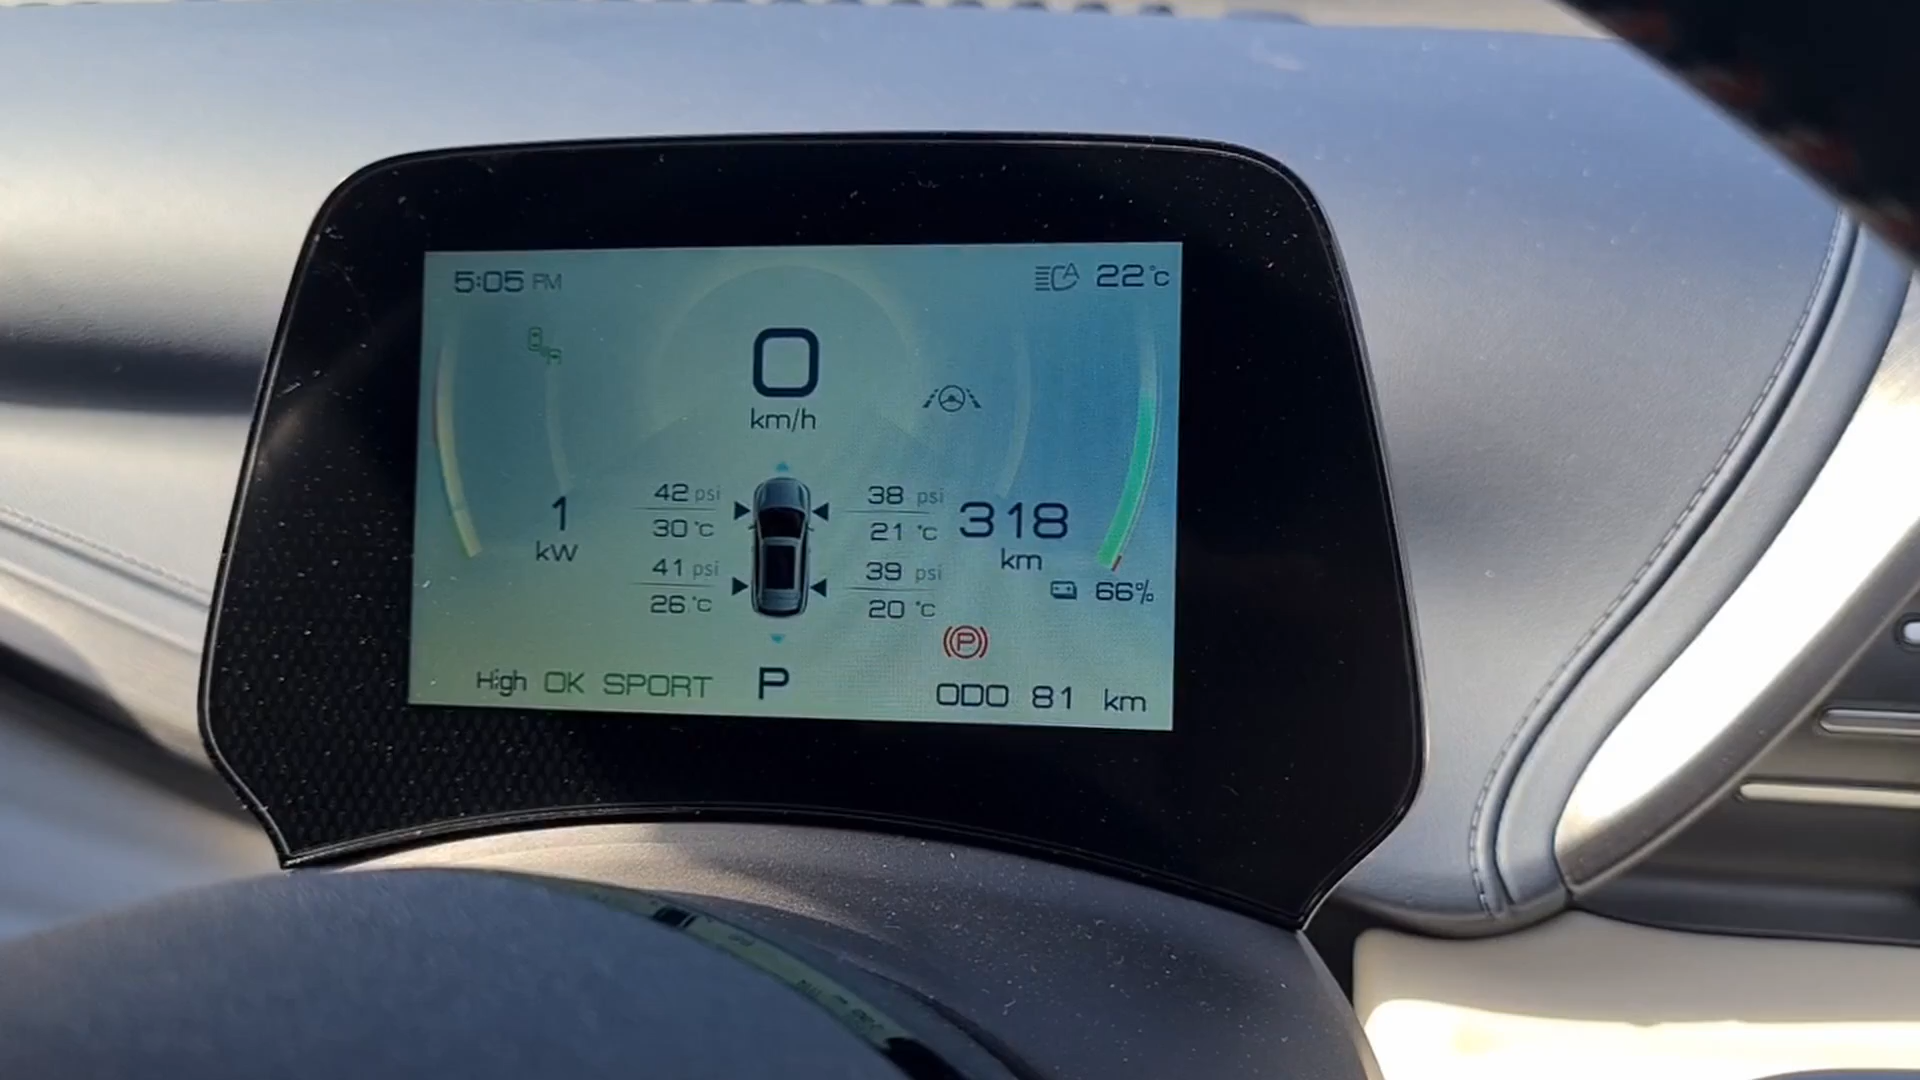 5:05 PM
A 22°C
0
km/h
42 psi
30 °C
41 psi
26 °C
38 psi
21 °C
39 psi
20 °C
1
kW
318
km
66%
P
High OK SPORT P ODO 81 km